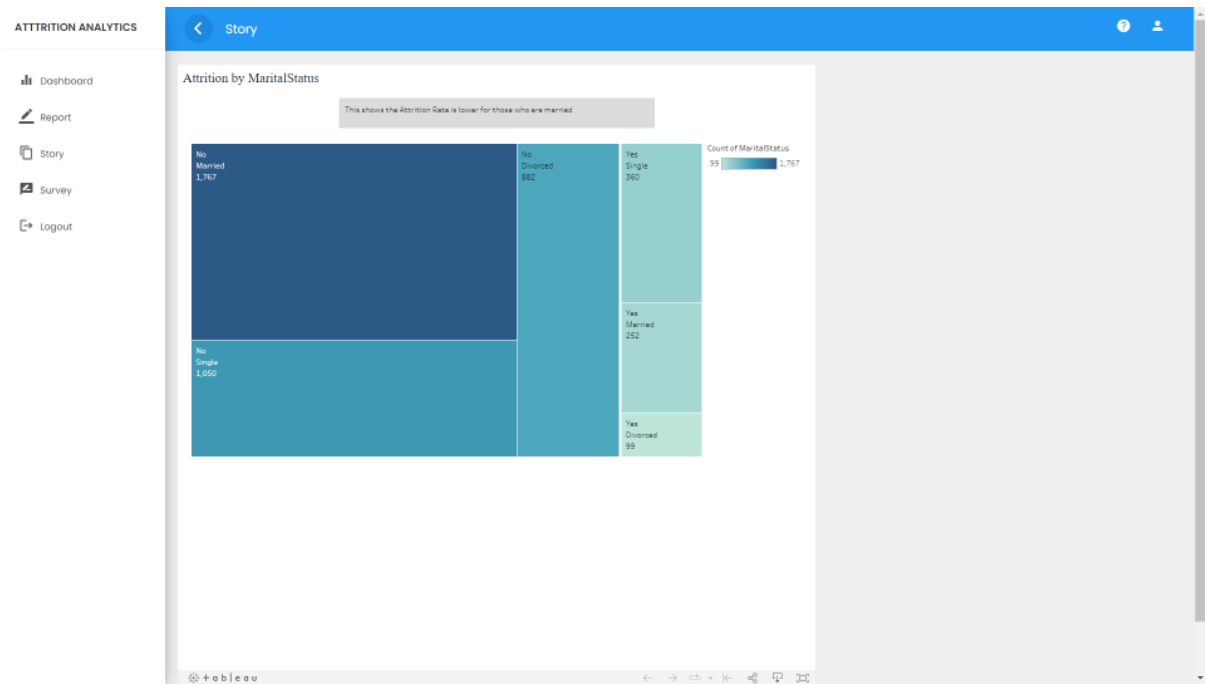 ATTTRITION ANALYTICS
Story
Dashboard
Report
Story
Survey
Logout
Attrition by MaritalStatus
This shows the Attrition Rate is lower for those who are married
No
Married
1,767
No
Single
1,050
No
Divorced
882
Yes
Single
360
Yes
Married
252
Yes
Divorced
99
Count of MaritalStatus
99 1,767
+ a b | e a u